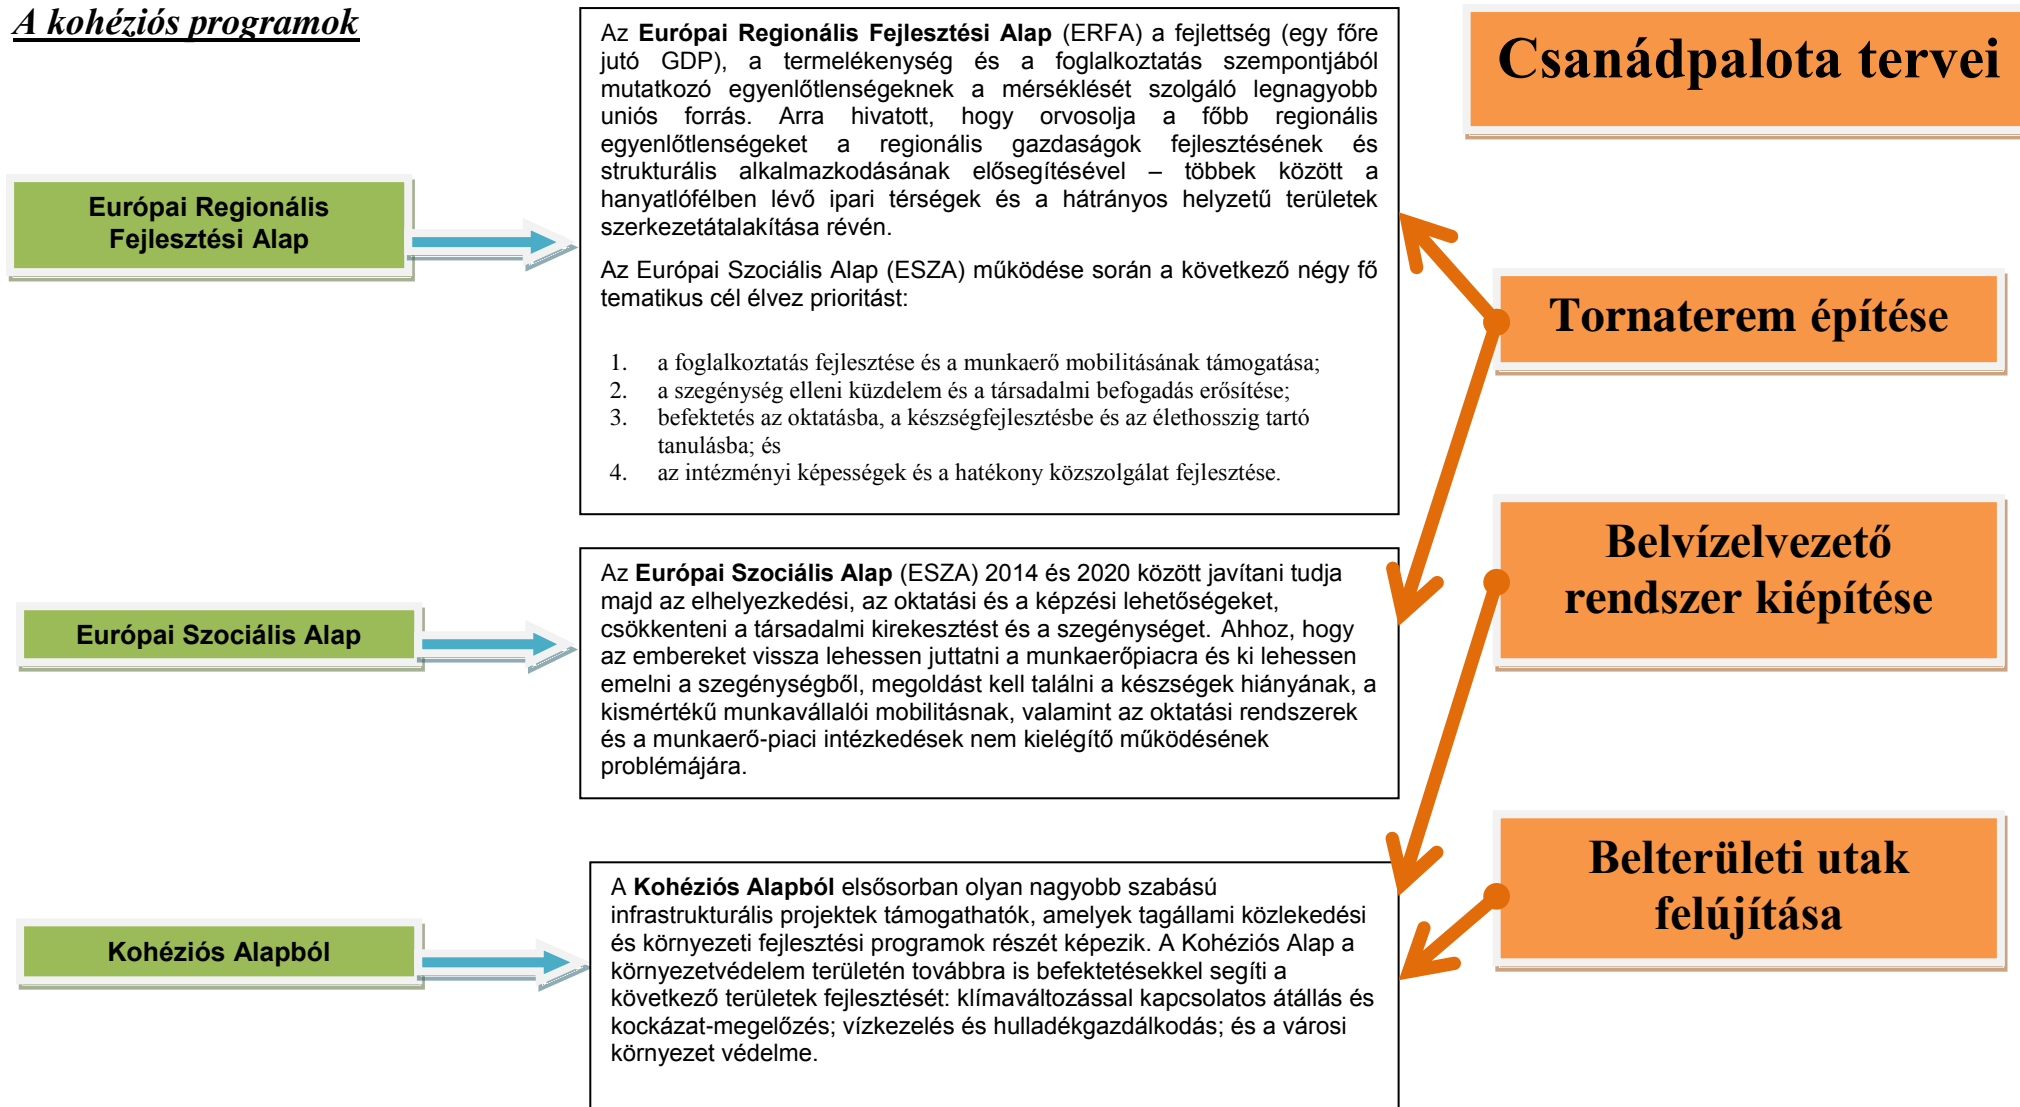 A kohéziós programok
Európai Regionális
Fejlesztési Alap
Az Európai Regionális Fejlesztési Alap (ERFA) a fejlettség (egy főre
jutó GDP), a termelékenység és a foglalkoztatás szempontjából
mutatkozó egyenlőtlenségeknek a mérséklését szolgáló legnagyobb
uniós forrás. Arra hivatott, hogy orvosolja a főbb regionális
egyenlőtlenségeket a regionális gazdaságok fejlesztésének és
strukturális alkalmazkodásának elősegítésével – többek között a
hanyatlófélben lévő ipari térségek és a hátrányos helyzetű területek
szerkezetátalakítása révén.
Az Európai Szociális Alap (ESZA) működése során a következő négy fő
tematikus cél élvez prioritást:
1. a foglalkoztatás fejlesztése és a munkaerő mobilitásának támogatása;
2. a szegénység elleni küzdelem és a társadalmi befogadás erősítése;
3. befektetés az oktatásba, a készségfejlesztésbe és az élethosszig tartó
tanulásba; és
4. az intézményi képességek és a hatékony közszolgálat fejlesztése.
Európai Szociális Alap
Az Európai Szociális Alap (ESZA) 2014 és 2020 között javítani tudja
majd az elhelyezkedési, az oktatási és a képzési lehetőségeket,
csökkenteni a társadalmi kirekesztést és a szegénységet. Ahhoz, hogy
az embereket vissza lehessen juttatni a munkaerőpiacra és ki lehessen
emelni a szegénységből, megoldást kell találni a készségek hiányának, a
kismértékű munkavállalói mobilitásnak, valamint az oktatási rendszerek
és a munkaerő-piaci intézkedések nem kielégítő működésének
problémájára.
Kohéziós Alapból
A Kohéziós Alapból elsősorban olyan nagyobb szabású
infrastrukturális projektek támogathatók, amelyek tagállami közlekedési
és környezeti fejlesztési programok részét képezik. A Kohéziós Alap a
környezetvédelem területén továbbra is befektetésekkel segíti a
következő területek fejlesztését: klímaváltozással kapcsolatos átállás és
kockázat-megelőzés; vízkezelés és hulladékgazdálkodás; és a városi
környezet védelme.
Csanádpalota tervei
Tornaterem építése
Belvízelvezető
rendszer kiépítése
Belterületi utak
felújítása